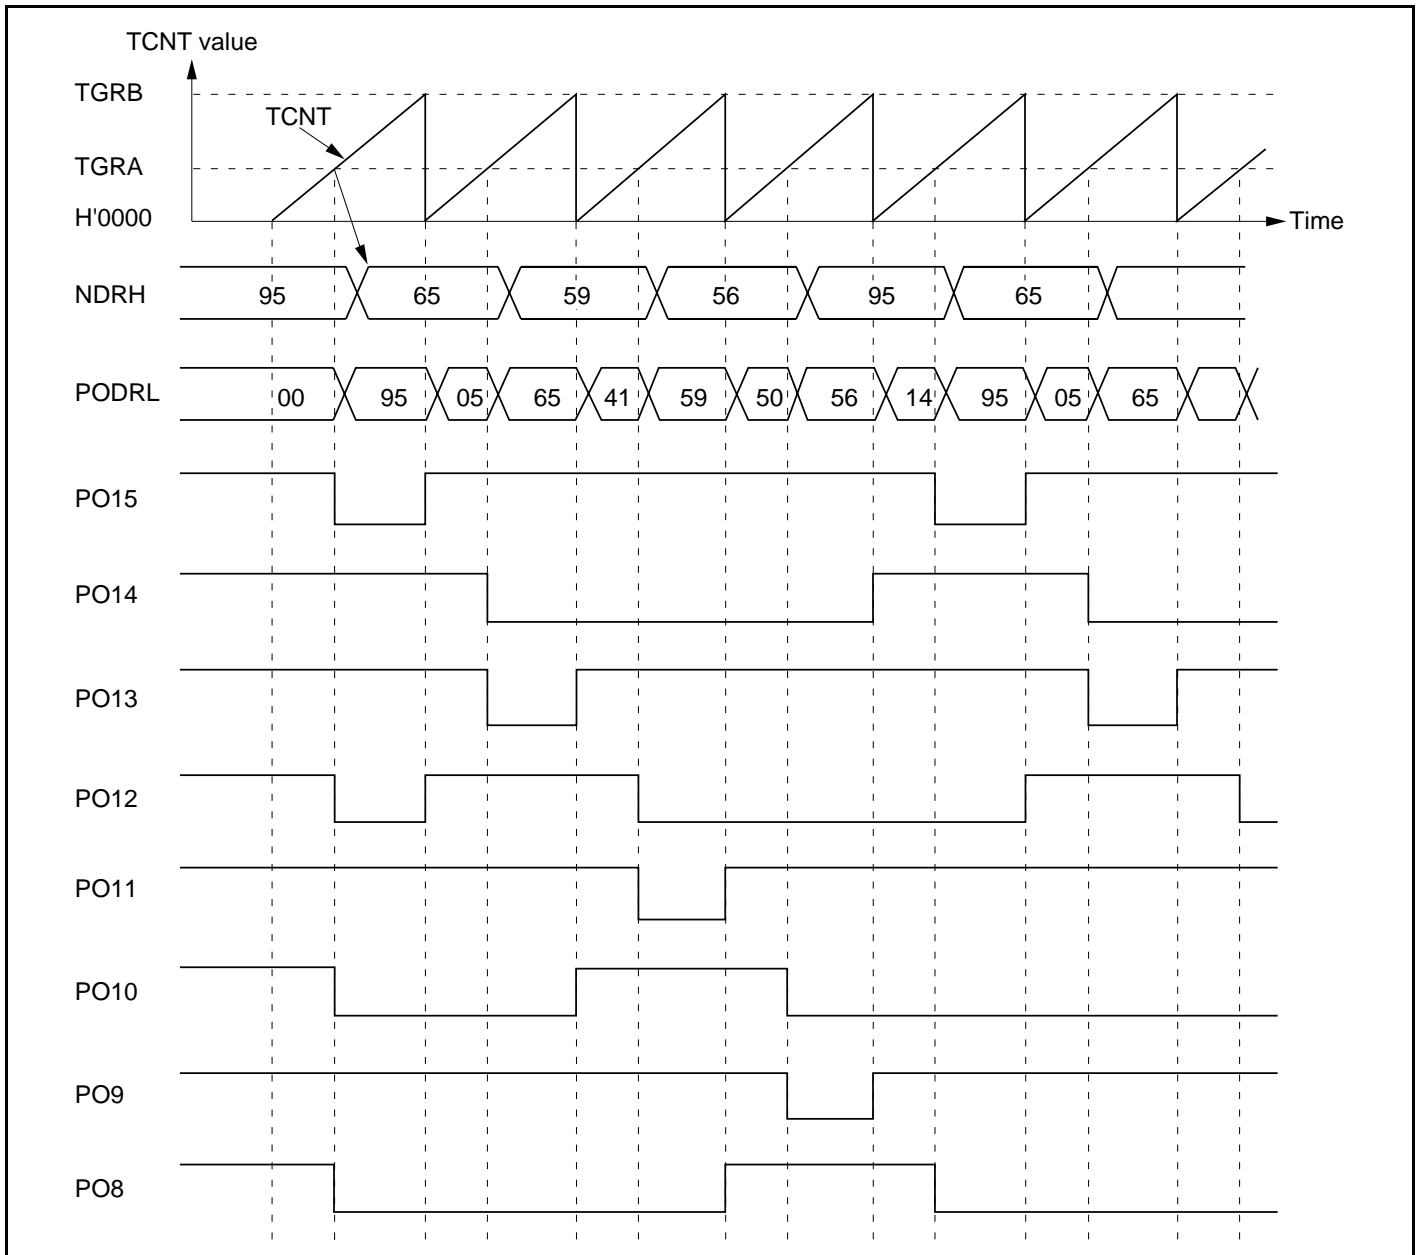 TCNT value
TGRB
TCNT
TGRA
H'0000
Time
NDRH 95 65 59 56 95 65
PODRL 00 95 05 65 41 59 50 56 14 95 05 65
PO15
PO14
PO13
PO12
PO11
PO10
PO9
PO8